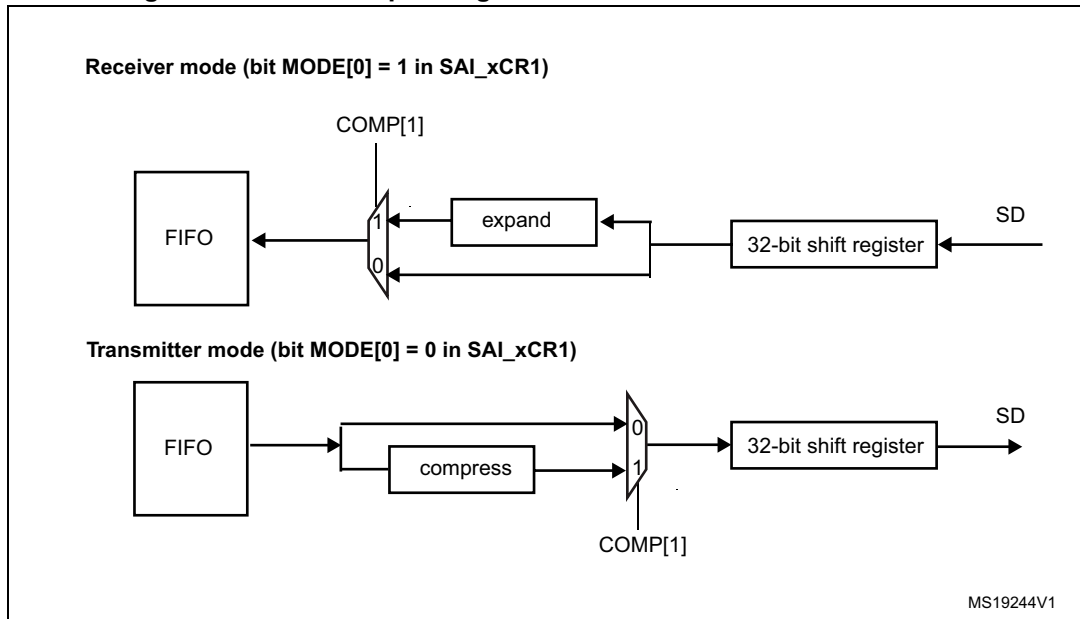 Receiver mode (bit MODE[0] = 1 in SAI_xCR1)
COMP[1]
FIFO
1
0
expand
32-bit shift register
SD
Transmitter mode (bit MODE[0] = 0 in SAI_xCR1)
FIFO
compress
0
1
32-bit shift register
SD
COMP[1]
MS19244V1